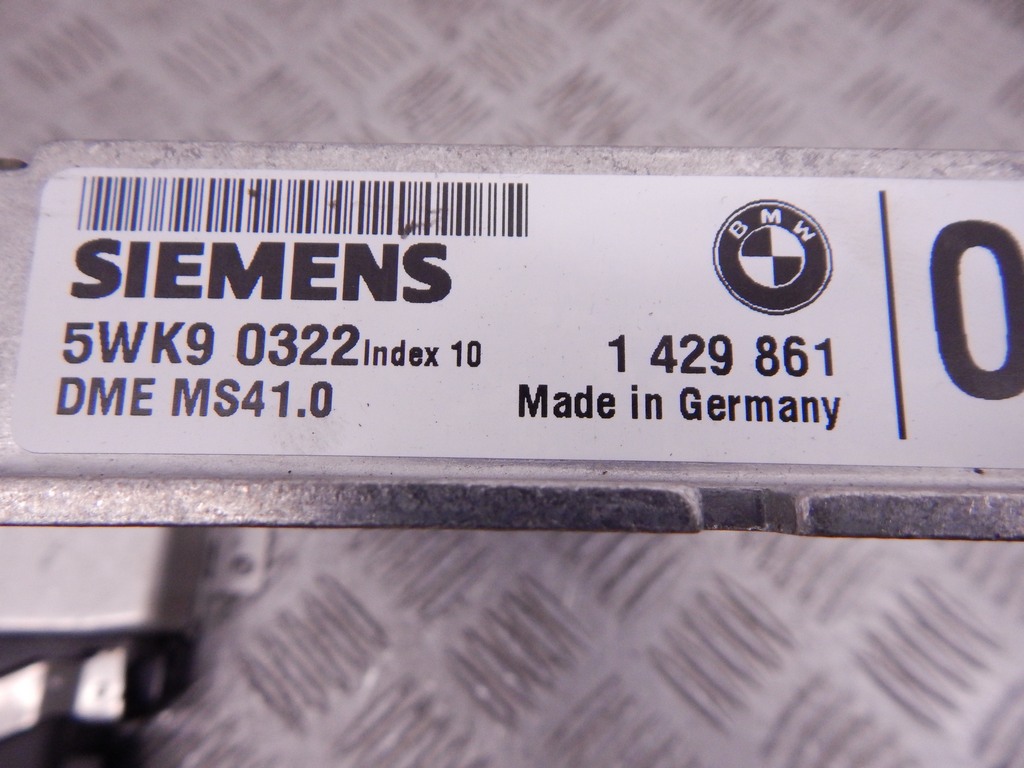 SIEMENS
BMW
5WK9 0322 Index 10
1 429 861
DME MS41.0
Made in Germany
0